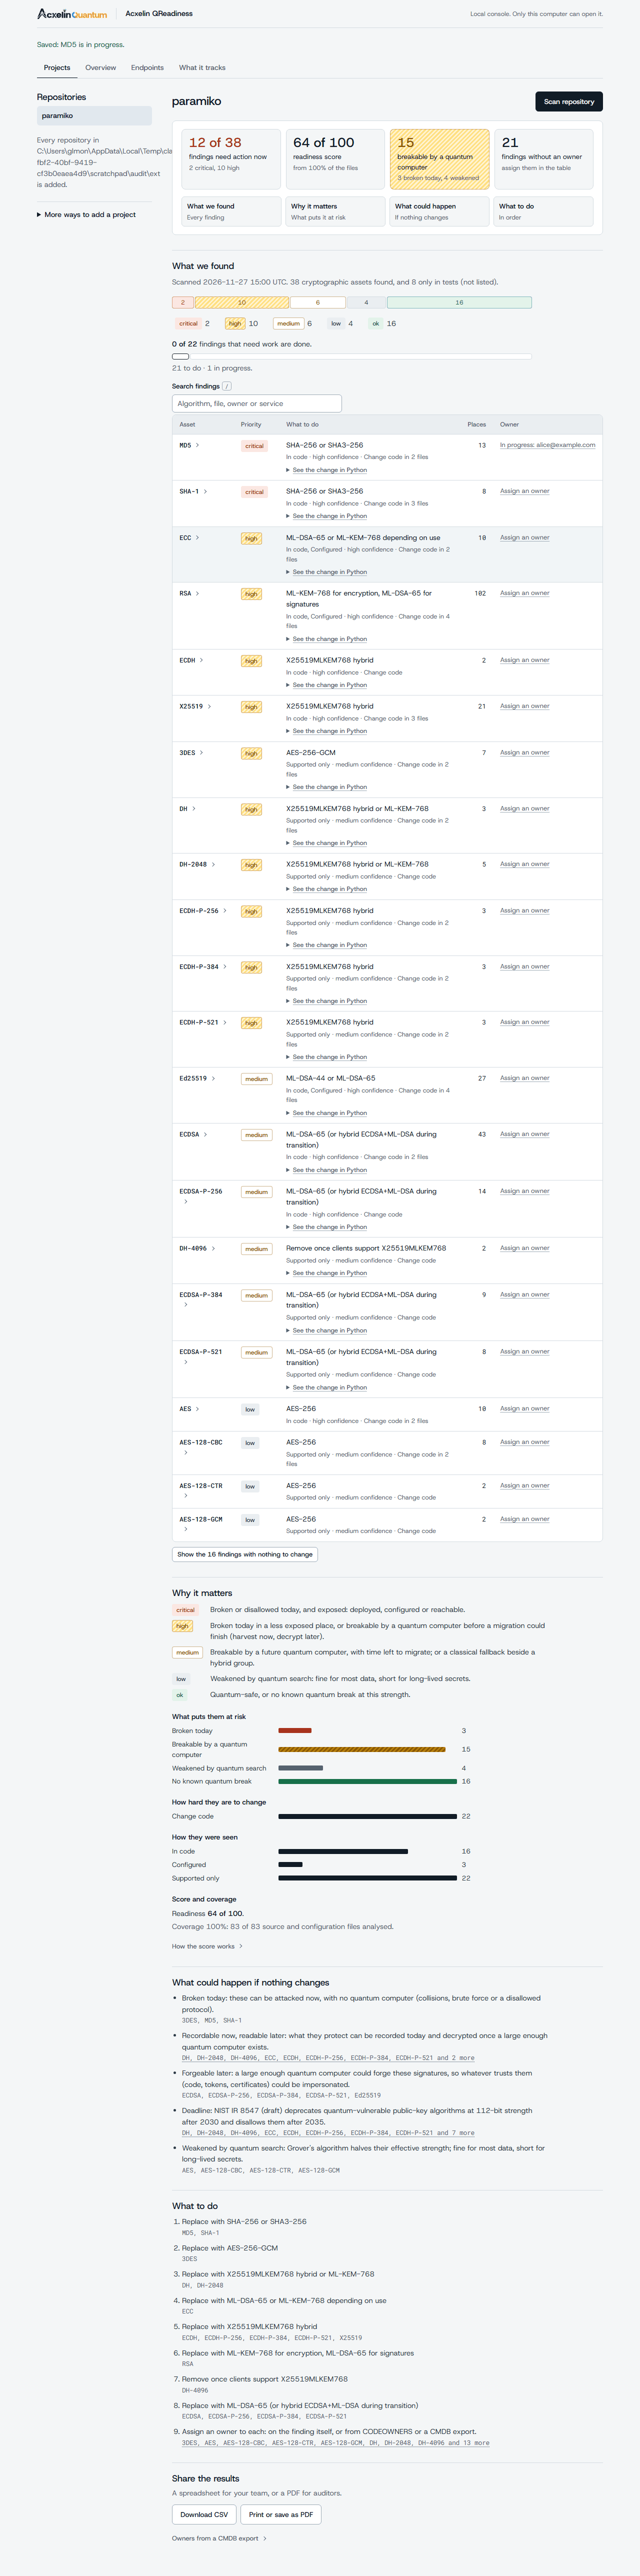 Acxelin Quantum
Acxelin QReadiness
Local console. Only this computer can open it.
Saved: MD5 is in progress.
Projects
Overview
Endpoints
What it tracks
Repositories
paramiko
Every repository in
C:\Users\glmon\AppData\Local\Temp\cla
fbf2-40bf-9419-
cf3b0eaea4d9\scratchpad\audit\ext
is added.
More ways to add a project
paramiko
Scan repository
12 of 38
findings need action now
2 critical, 10 high
64 of 100
readiness score
from 100% of the files
15
breakable by a quantum
computer
3 broken today, 4 weakened
21
findings without an owner
assign them in the table
What we found
Every finding
Why it matters
What puts it at risk
What could happen
If nothing changes
What to do
In order
What we found
Scanned 2026-11-27 15:00 UTC. 38 cryptographic assets found, and 8 only in tests (not listed).
2
10
6
4
16
critical 2
high 10
medium 6
low 4
ok 16
0 of 22 findings that need work are done.
21 to do · 1 in progress.
Search findings /
Algorithm, file, owner or service
Asset
Priority
What to do
Places
Owner
MD5
critical
SHA-256 or SHA3-256
13
In progress: alice@example.com
In code · high confidence · Change code in 2 files
See the change in Python
SHA-1
critical
SHA-256 or SHA3-256
8
Assign an owner
In code · high confidence · Change code in 3 files
See the change in Python
ECC
high
ML-DSA-65 or ML-KEM-768 depending on use
10
Assign an owner
In code, Configured · high confidence · Change code in 2
files
See the change in Python
RSA
high
ML-KEM-768 for encryption, ML-DSA-65 for
signatures
102
Assign an owner
In code, Configured · high confidence · Change code in 4
files
See the change in Python
ECDH
high
X25519MLKEM768 hybrid
2
Assign an owner
In code · high confidence · Change code
See the change in Python
X25519
high
X25519MLKEM768 hybrid
21
Assign an owner
In code · high confidence · Change code in 3 files
See the change in Python
3DES
high
AES-256-GCM
7
Assign an owner
Supported only · medium confidence · Change code in 2
files
See the change in Python
DH
high
X25519MLKEM768 hybrid or ML-KEM-768
3
Assign an owner
Supported only · medium confidence · Change code in 2
files
See the change in Python
DH-2048
high
X25519MLKEM768 hybrid or ML-KEM-768
5
Assign an owner
Supported only · medium confidence · Change code
See the change in Python
ECDH-P-256
high
X25519MLKEM768 hybrid
3
Assign an owner
Supported only · medium confidence · Change code in 2
files
See the change in Python
ECDH-P-384
high
X25519MLKEM768 hybrid
3
Assign an owner
Supported only · medium confidence · Change code in 2
files
See the change in Python
ECDH-P-521
high
X25519MLKEM768 hybrid
3
Assign an owner
Supported only · medium confidence · Change code in 2
files
See the change in Python
Ed25519
medium
ML-DSA-44 or ML-DSA-65
27
Assign an owner
In code, Configured · high confidence · Change code in 4
files
See the change in Python
ECDSA
medium
ML-DSA-65 (or hybrid ECDSA+ML-DSA during
transition)
43
Assign an owner
In code · high confidence · Change code in 2 files
See the change in Python
ECDSA-P-256
medium
ML-DSA-65 (or hybrid ECDSA+ML-DSA during
transition)
14
Assign an owner
In code · high confidence · Change code
See the change in Python
DH-4096
medium
Remove once clients support X25519MLKEM768
2
Assign an owner
Supported only · medium confidence · Change code
See the change in Python
ECDSA-P-384
medium
ML-DSA-65 (or hybrid ECDSA+ML-DSA during
transition)
9
Assign an owner
Supported only · medium confidence · Change code
See the change in Python
ECDSA-P-521
medium
ML-DSA-65 (or hybrid ECDSA+ML-DSA during
transition)
8
Assign an owner
Supported only · medium confidence · Change code
See the change in Python
AES
low
AES-256
10
Assign an owner
In code · high confidence · Change code in 2 files
AES-128-CBC
low
AES-256
8
Assign an owner
Supported only · medium confidence · Change code in 2
files
AES-128-CTR
low
AES-256
2
Assign an owner
Supported only · medium confidence · Change code
AES-128-GCM
low
AES-256
2
Assign an owner
Supported only · medium confidence · Change code
Show the 16 findings with nothing to change
Why it matters
critical
Broken or disallowed today, and exposed: deployed, configured or reachable.
high
Broken today in a less exposed place, or breakable by a quantum computer before a migration could
finish (harvest now, decrypt later).
medium
Breakable by a future quantum computer, with time left to migrate; or a classical fallback beside a
hybrid group.
low
Weakened by quantum search: fine for most data, short for long-lived secrets.
ok
Quantum-safe, or no known quantum break at this strength.
What puts them at risk
Broken today 3
Breakable by a quantum
computer 15
Weakened by quantum search 4
No known quantum break 16
How hard they are to change
Change code 22
How they were seen
In code 16
Configured 3
Supported only 22
Score and coverage
Readiness 64 of 100.
Coverage 100%: 83 of 83 source and configuration files analysed.
How the score works
What could happen if nothing changes
Broken today: these can be attacked now, with no quantum computer (collisions, brute force or a disallowed
protocol).
3DES, MD5, SHA-1
Recordable now, readable later: what they protect can be recorded today and decrypted once a large enough
quantum computer exists.
DH, DH-2048, DH-4096, ECC, ECDH, ECDH-P-256, ECDH-P-384, ECDH-P-521 and 2 more
Forgeable later: a large enough quantum computer could forge these signatures, so whatever trusts them
(code, tokens, certificates) could be impersonated.
ECDSA, ECDSA-P-256, ECDSA-P-384, ECDSA-P-521, Ed25519
Deadline: NIST IR 8547 (draft) deprecates quantum-vulnerable public-key algorithms at 112-bit strength
after 2030 and disallows them after 2035.
DH, DH-2048, DH-4096, ECC, ECDH, ECDH-P-256, ECDH-P-384, ECDH-P-521 and 7 more
Weakened by quantum search: Grover's algorithm halves their effective strength; fine for most data, short for
long-lived secrets.
AES, AES-128-CBC, AES-128-CTR, AES-128-GCM
What to do
1. Replace with SHA-256 or SHA3-256
MD5, SHA-1
2. Replace with AES-256-GCM
3DES
3. Replace with X25519MLKEM768 hybrid or ML-KEM-768
DH, DH-2048
4. Replace with ML-DSA-65 or ML-KEM-768 depending on use
ECC
5. Replace with X25519MLKEM768 hybrid
ECDH, ECDH-P-256, ECDH-P-384, ECDH-P-521, X25519
6. Replace with ML-KEM-768 for encryption, ML-DSA-65 for signatures
RSA
7. Remove once clients support X25519MLKEM768
DH-4096
8. Replace with ML-DSA-65 (or hybrid ECDSA+ML-DSA during transition)
ECDSA, ECDSA-P-256, ECDSA-P-384, ECDSA-P-521
9. Assign an owner to each: on the finding itself, or from CODEOWNERS or a CMDB export.
3DES, AES, AES-128-CBC, AES-128-CTR, AES-128-GCM, DH, DH-2048, DH-4096 and 13 more
Share the results
A spreadsheet for your team, or a PDF for auditors.
Download CSV
Print or save as PDF
Owners from a CMDB export